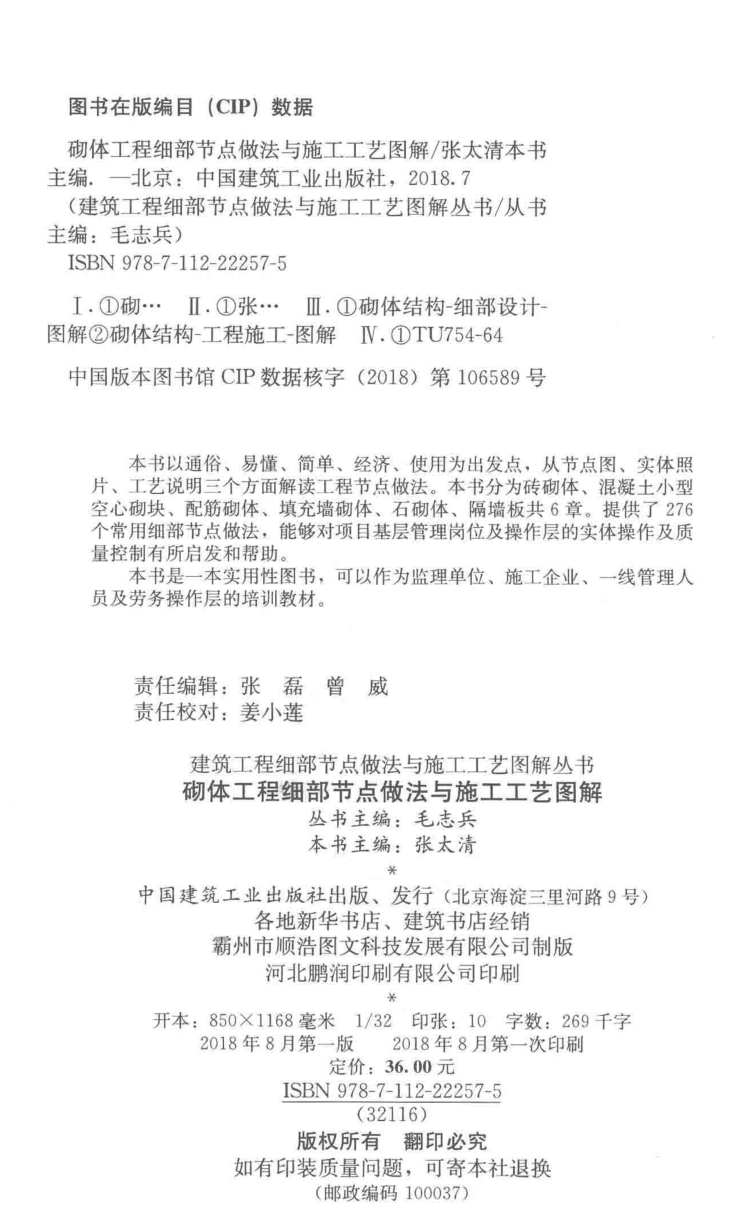 图书在版编目（CIP）数据
砌体工程细部节点做法与施工工艺图解/张太清本书
主编. —北京：中国建筑工业出版社，2018.7
（建筑工程细部节点做法与施工工艺图解丛书/从书
主编：毛志兵）
ISBN 978-7-112-22257-5
Ⅰ.①砌… Ⅱ.①张… Ⅲ.①砌体结构-细部设计-
图解②砌体结构-工程施工-图解 Ⅳ.①TU754-64
中国版本图书馆 CIP 数据核字（2018）第 106589 号
本书以通俗、易懂、简单、经济、使用为出发点，从节点图、实体照
片、工艺说明三个方面解读工程节点做法。本书分为砖砌体、混凝土小型
空心砌块、配筋砌体、填充墙砌体、石砌体、隔墙板共 6 章。提供了 276
个常用细部节点做法，能够对项目基层管理岗位及操作层的实体操作及质
量控制有所启发和帮助。
本书是一本实用性图书，可以作为监理单位、施工企业、一线管理人
员及劳务操作层的培训教材。
责任编辑：张 磊 曾 威
责任校对：姜小莲
建筑工程细部节点做法与施工工艺图解丛书
砌体工程细部节点做法与施工工艺图解
丛书主编：毛志兵
本书主编：张太清
*
中国建筑工业出版社出版、发行（北京海淀三里河路 9 号）
各地新华书店、建筑书店经销
霸州市顺浩图文科技发展有限公司制版
河北鹏润印刷有限公司印刷
*
开本：850×1168 毫米 1/32 印张：10 字数：269 千字
2018 年 8 月第一版 2018 年 8 月第一次印刷
定价：36.00 元
ISBN 978-7-112-22257-5
（32116）
版权所有 翻印必究
如有印装质量问题，可寄本社退换
（邮政编码 100037）